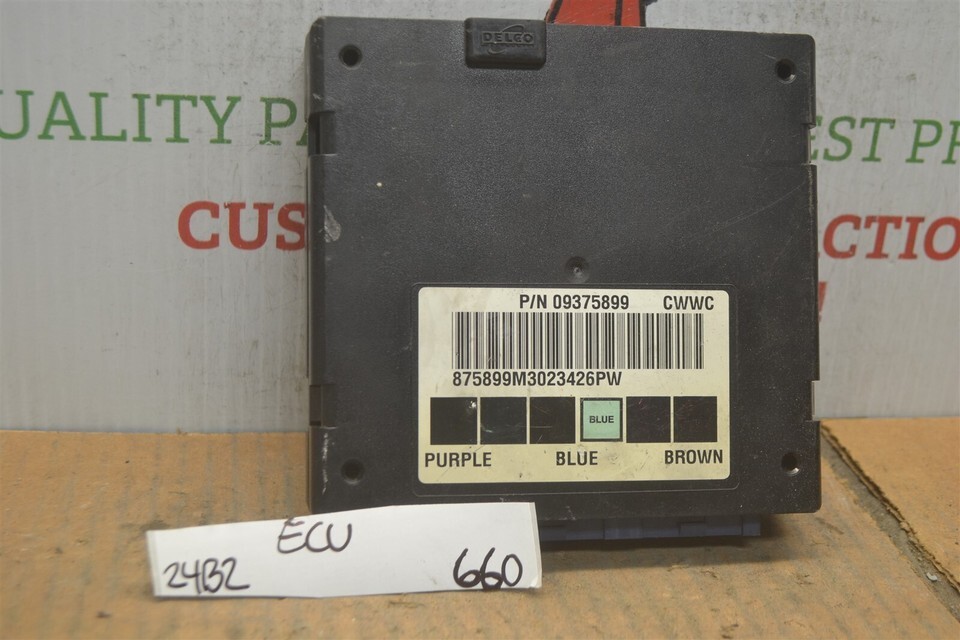 DELCO
UALITY PA
EST PR
CUS
CTIO
P/N 09375899 CWWC
875899M3023426PW
BLUE
PURPLE BLUE BROWN
ECU
24B2 660